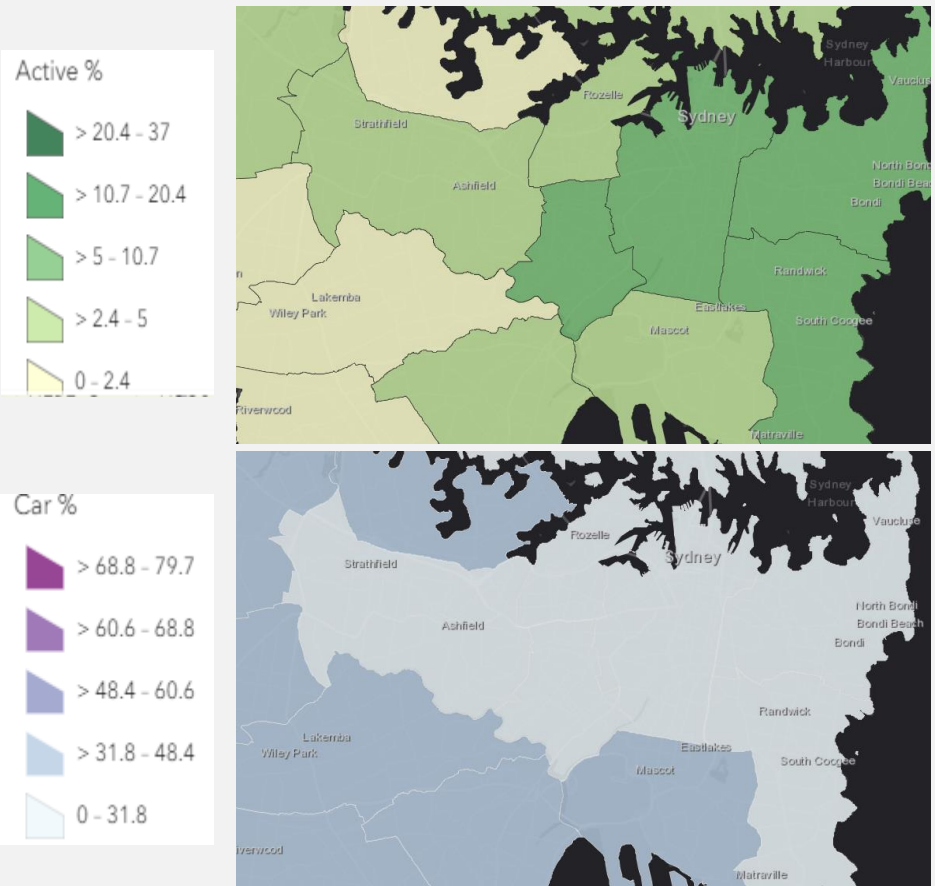 Active %
> 20.4 - 37
> 10.7 - 20.4
> 5 - 10.7
> 2.4 - 5
0 - 2.4
Sydney
Harbour
Vauclus
Rozelle
Sydney
Strathfield
North Bond
Ashfield
Bondi Bea
Bondi
Randwick
n
Lakemba
Eastlakes
Wiley Park
South Coogee
Mascot
Riverwood
Matraville
Car %
> 68.8 - 79.7
> 60.6 - 68.8
> 48.4 - 60.6
> 31.8 - 48.4
0 - 31.8
Sydney
Harbour
Vaucluse
Rozelle
Sydney
Strathfield
North Bondi
Ashfield
Bondi Beach
Bondi
Randwick
Lakemba
Eastlakes
Wiley Park
South Coogee
Mascot
iverwood
Matraville